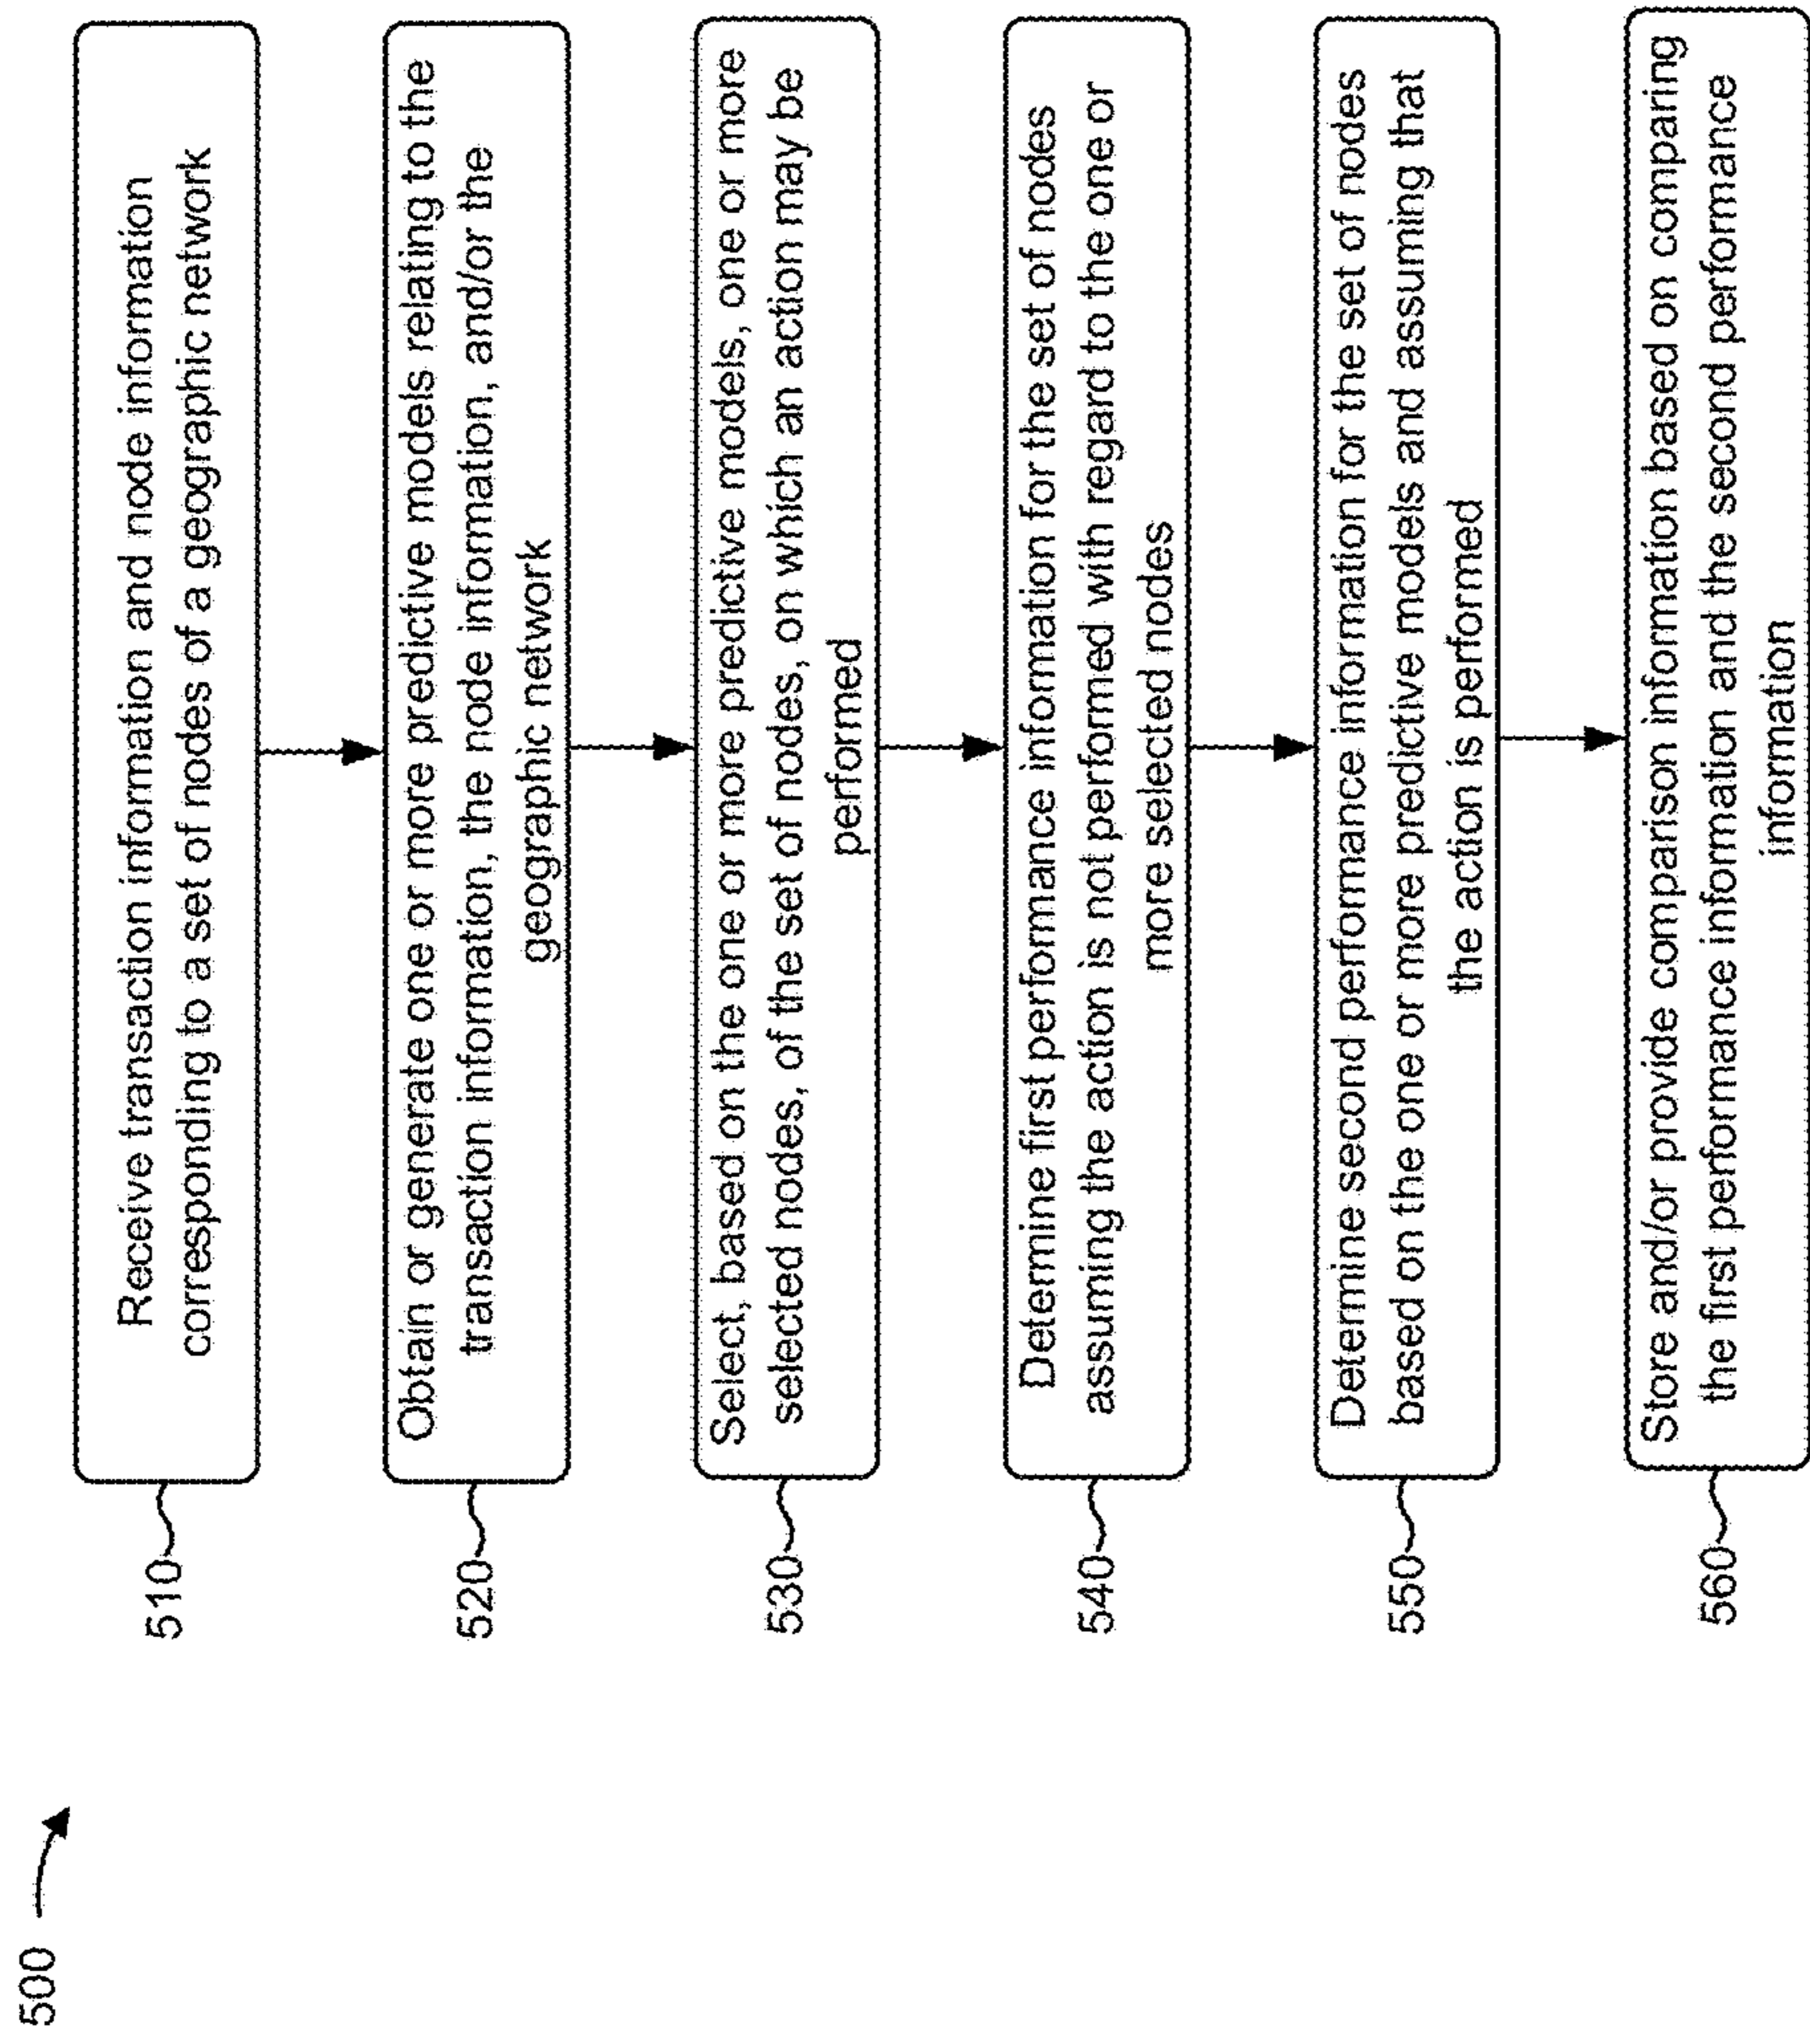 500
510
Receive transaction information and node information
corresponding to a set of nodes of a geographic network
520
Obtain or generate one or more predictive models relating to the
transaction information, the node information, and/or the
geographic network
530
Select, based on the one or more predictive models, one or more
selected nodes, of the set of nodes, on which an action may be
performed
540
Determine first performance information for the set of nodes
assuming the action is not performed with regard to the one or
more selected nodes
550
Determine second performance information for the set of nodes
based on the one or more predictive models and assuming that
the action is performed
560
Store and/or provide comparison information based on comparing
the first performance information and the second performance
information